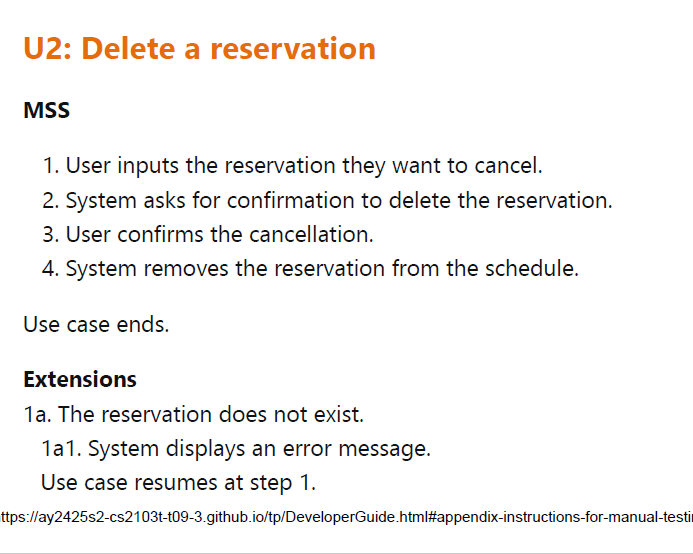 U2: Delete a reservation
MSS
1. User inputs the reservation they want to cancel.
2. System asks for confirmation to delete the reservation.
3. User confirms the cancellation.
4. System removes the reservation from the schedule.
Use case ends.
Extensions
1a. The reservation does not exist.
1a1. System displays an error message.
Use case resumes at step 1.
ttps://ay2425s2-cs2103t-t09-3.github.io/tp/DeveloperGuide.html#appendix-instructions-for-manual-testi